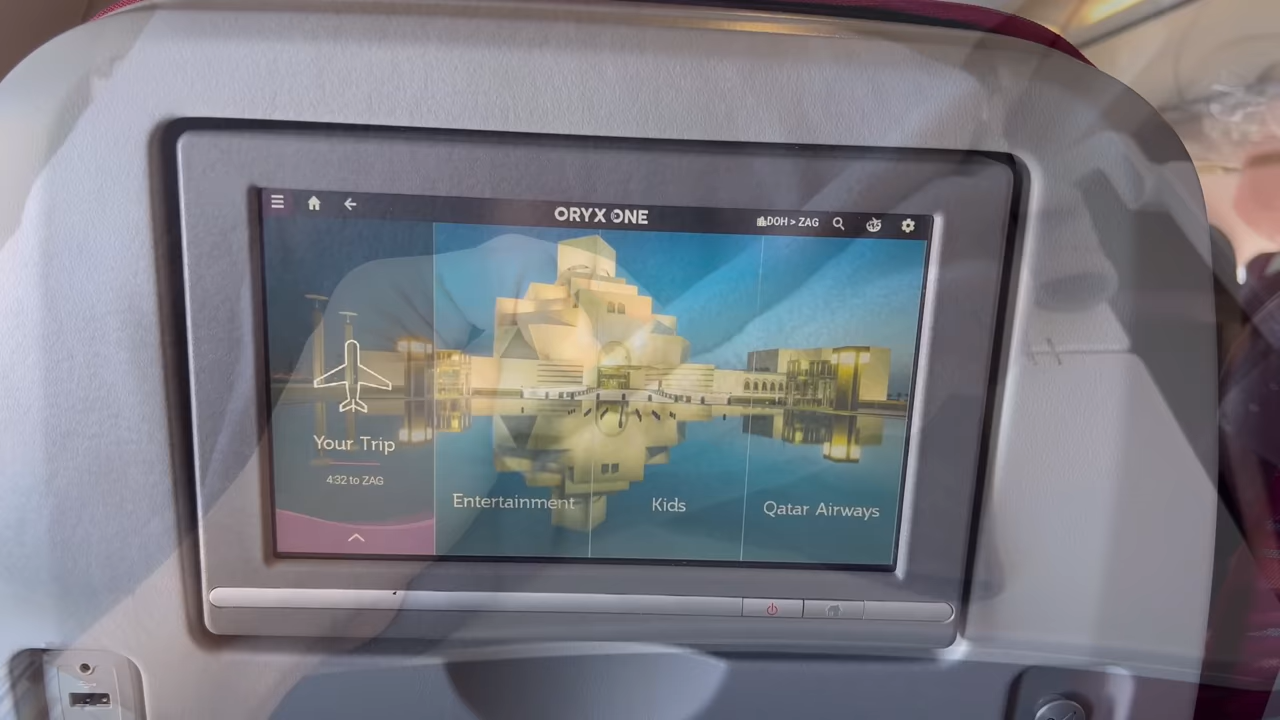 ORYX ONE
DOH > ZAG
Your Trip
4:32 to ZAG
Entertainment
Kids
Qatar Airways